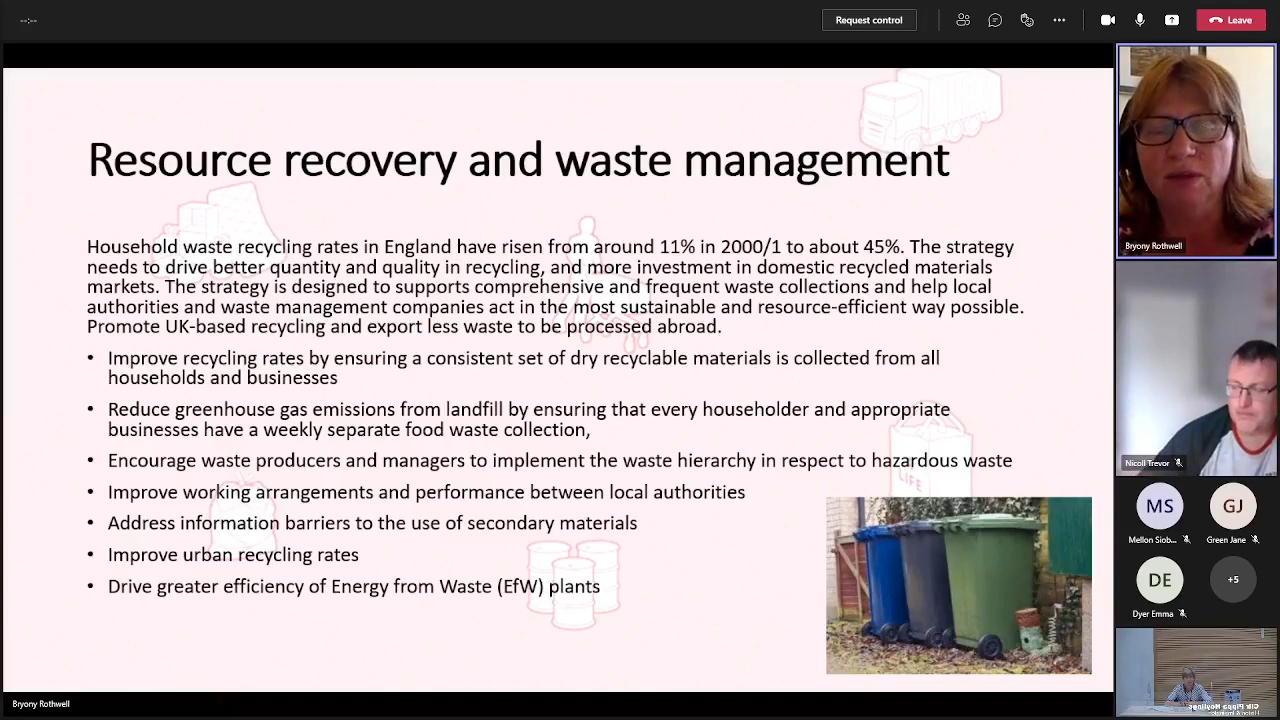 --:--
Request control
Leave
Resource recovery and waste management
Household waste recycling rates in England have risen from around 11% in 2000/1 to about 45%. The strategy
needs to drive better quantity and quality in recycling, and more investment in domestic recycled materials
markets. The strategy is designed to supports comprehensive and frequent waste collections and help local
authorities and waste management companies act in the most sustainable and resource-efficient way possible.
Promote UK-based recycling and export less waste to be processed abroad.
• Improve recycling rates by ensuring a consistent set of dry recyclable materials is collected from all
households and businesses
• Reduce greenhouse gas emissions from landfill by ensuring that every householder and appropriate
businesses have a weekly separate food waste collection,
• Encourage waste producers and managers to implement the waste hierarchy in respect to hazardous waste
LIFE
• Improve working arrangements and performance between local authorities
• Address information barriers to the use of secondary materials
• Improve urban recycling rates
• Drive greater efficiency of Energy from Waste (EfW) plants
Bryony Rothwell
Bryony Rothwell
Nicoll Trevor
MS
GJ
Mellon Siob...
Green Jane
DE
+5
Dyer Emma